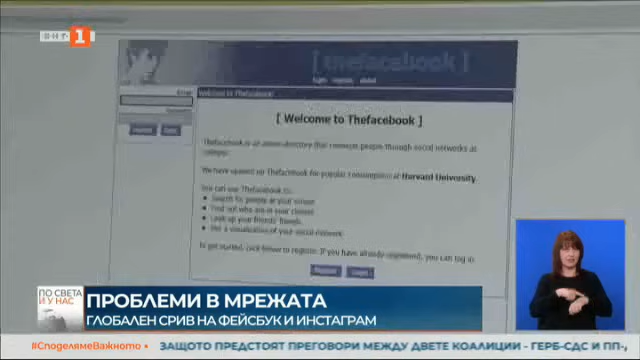 БНТ 1
[ thefacebook ]
login register about
Email:
Password:
Welcome to Thefacebook!
[ Welcome to Thefacebook ]
Thefacebook is an online directory that connects people through social networks at
colleges.
We have opened up Thefacebook for popular consumption at Harvard University.
You can use Thefacebook to:
• Search for people at your school
• Find out who are in your classes
• Look up your friends' friends
• See a visualization of your social network
To get started, click below to register. If you have already registered, you can log in.
Register Login
ПО СВЕТА
И У НАС
ПРОБЛЕМИ В МРЕЖАТА
ГЛОБАЛЕН СРИВ НА ФЕЙСБУК И ИНСТАГРАМ
#СподелямеВажното • ЗАЩОТО ПРЕДСТОЯТ ПРЕГОВОРИ МЕЖДУ ДВЕТЕ КОАЛИЦИИ - ГЕРБ-СДС И ПП-Д